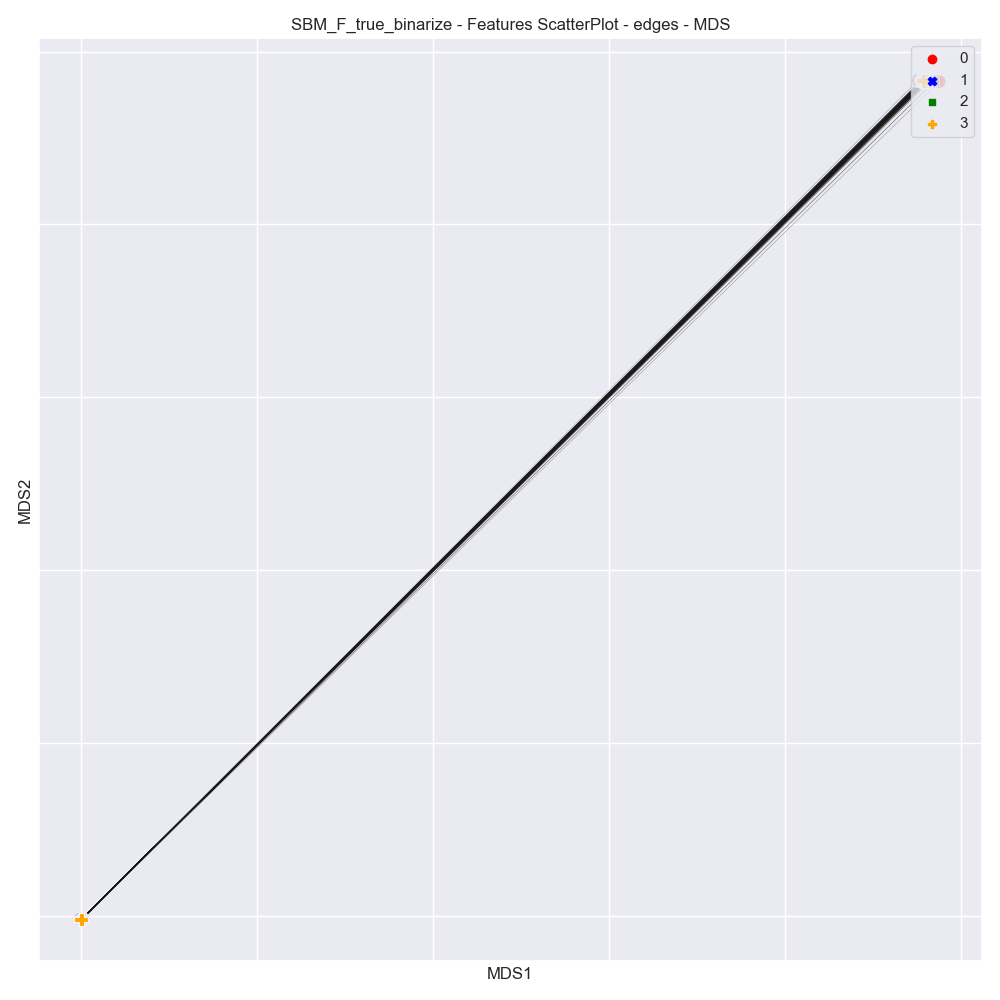 SBM_F_true_binarize - Features ScatterPlot - edges - MDS
0
1
2
3
MDS2
MDS1